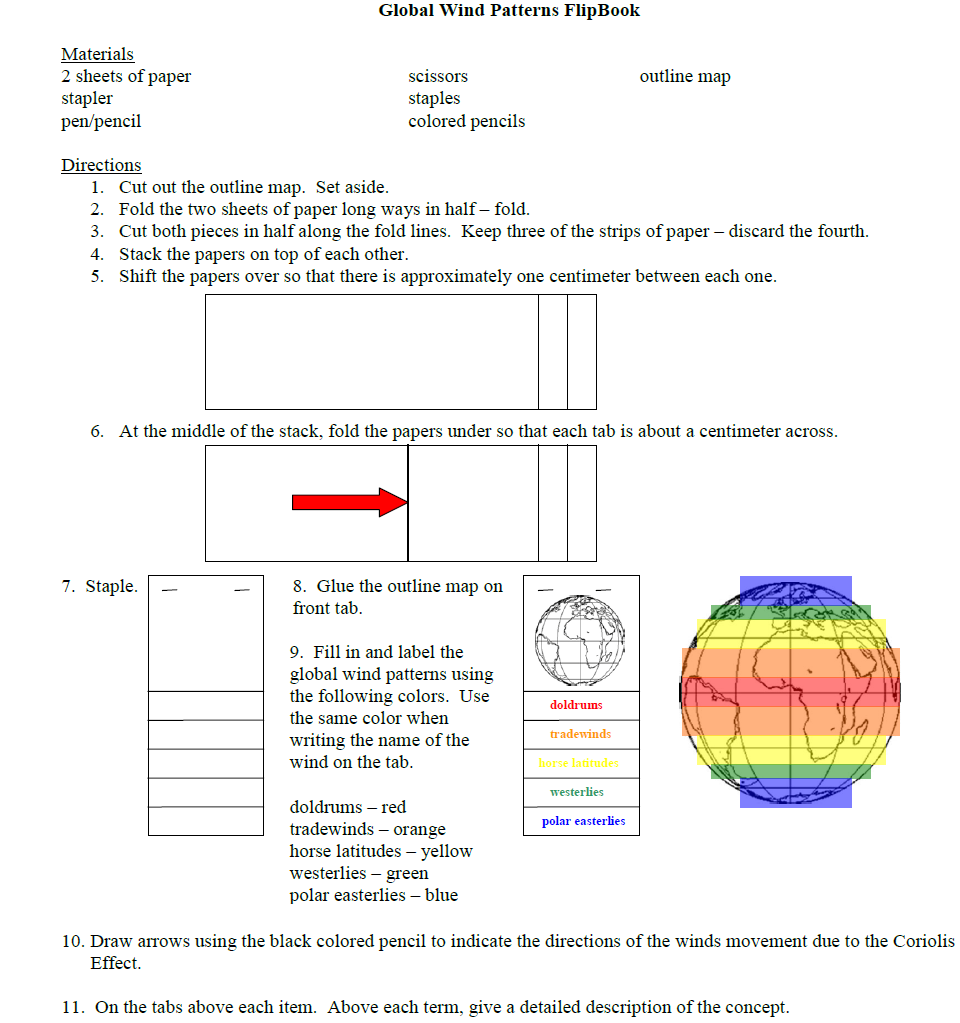 Global Wind Patterns FlipBook
Materials
2 sheets of paper scissors outline map
stapler staples
pen/pencil colored pencils
Directions
1. Cut out the outline map. Set aside.
2. Fold the two sheets of paper long ways in half – fold.
3. Cut both pieces in half along the fold lines. Keep three of the strips of paper – discard the fourth.
4. Stack the papers on top of each other.
5. Shift the papers over so that there is approximately one centimeter between each one.
6. At the middle of the stack, fold the papers under so that each tab is about a centimeter across.
7. Staple.
8. Glue the outline map on
front tab.
9. Fill in and label the
global wind patterns using
the following colors. Use
the same color when
writing the name of the
wind on the tab.
doldrums – red
tradewinds – orange
horse latitudes – yellow
westerlies – green
polar easterlies – blue
doldrums
tradewinds
horse latitudes
westerlies
polar easterlies
10. Draw arrows using the black colored pencil to indicate the directions of the winds movement due to the Coriolis
Effect.
11. On the tabs above each item. Above each term, give a detailed description of the concept.